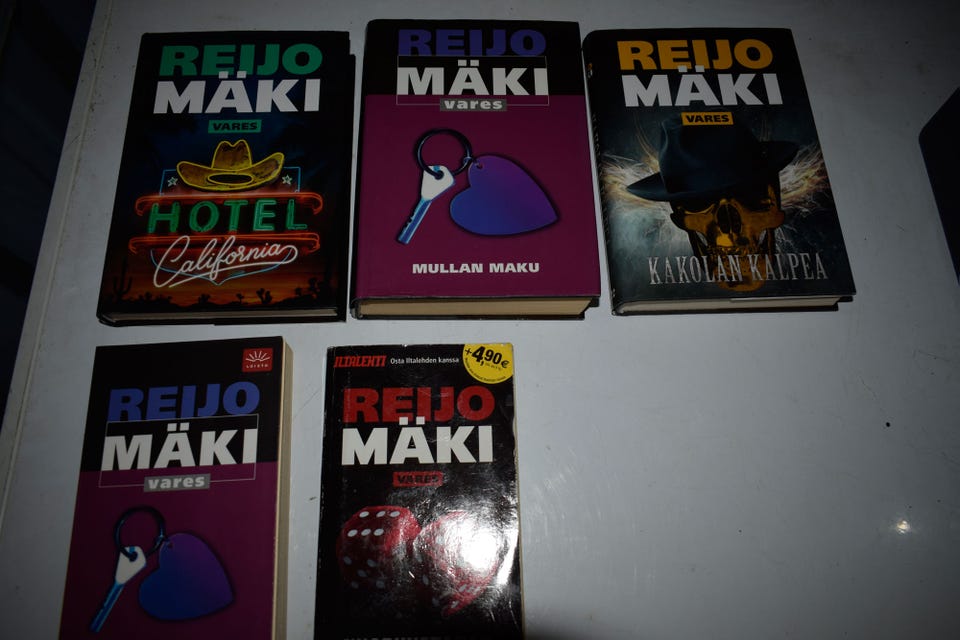 REIJO
MÄKI
VARES
HOTEL
California
REIJO
MÄKI
vares
MULLAN MAKU
REIJO
MÄKI
VARES
KAKOLAN KALPEA
LOISTO
REIJO
MÄKI
vares
ILTALEHTI Osta Iltalehden kanssa
+4,90€
REIJO
MÄKI
VARES